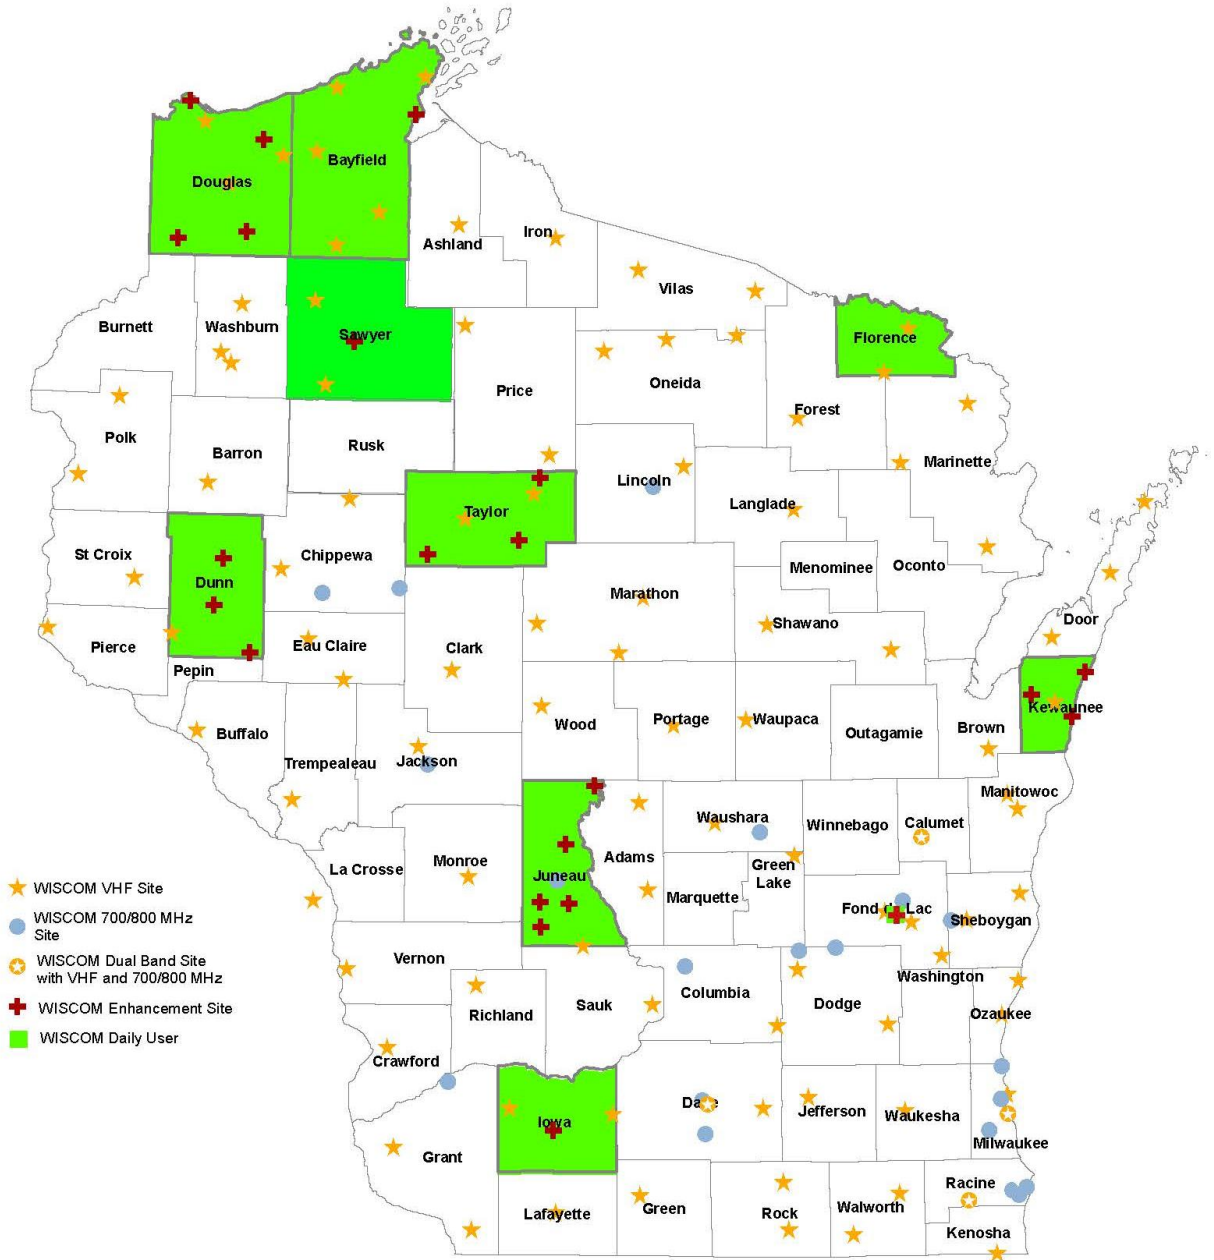 Bayfield
Douglas
Iron
Ashland
Vilas
Burnett
Washburn
Sawyer
Florence
Oneida
Price
Forest
Polk
Rusk
Barron
Marinette
Lincoln
Langlade
Taylor
St Croix
Chippewa
Oconto
Menominee
Dunn
Marathon
Door
Shawano
Pierce
Eau Claire
Clark
Pepin
Kewaunee
Portage
Waupaca
Wood
Brown
Buffalo
Outagamie
Trempealeau
Jackson
Manitowoc
Waushara
Calumet
Winnebago
Adams
Monroe
Green
Lake
La Crosse
Juneau
Marquette
WISCOM VHF Site
Fond du Lac
Sheboygan
WISCOM 700/800 MHz
Site
Vernon
WISCOM Dual Band Site
with VHF and 700/800 MHz
Washington
Columbia
Dodge
Sauk
WISCOM Enhancement Site
Richland
Ozaukee
WISCOM Daily User
Crawford
Dane
Jefferson
Waukesha
Iowa
Milwaukee
Grant
Racine
Walworth
Green
Rock
Lafayette
Kenosha